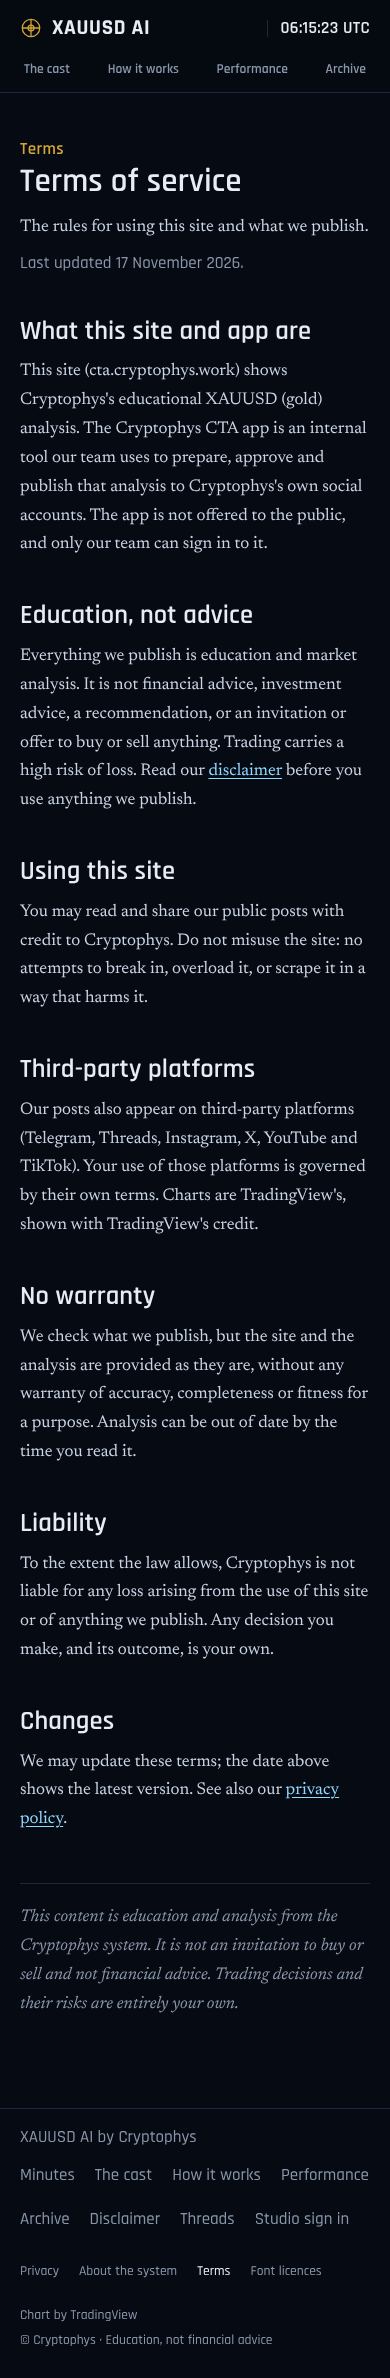 XAUUSD AI
06:15:23 UTC
The cast How it works Performance Archive
Terms
Terms of service
The rules for using this site and what we publish.
Last updated 17 November 2026.
What this site and app are
This site (cta.cryptophys.work) shows
Cryptophys's educational XAUUSD (gold)
analysis. The Cryptophys CTA app is an internal
tool our team uses to prepare, approve and
publish that analysis to Cryptophys's own social
accounts. The app is not offered to the public,
and only our team can sign in to it.
Education, not advice
Everything we publish is education and market
analysis. It is not financial advice, investment
advice, a recommendation, or an invitation or
offer to buy or sell anything. Trading carries a
high risk of loss. Read our disclaimer before you
use anything we publish.
Using this site
You may read and share our public posts with
credit to Cryptophys. Do not misuse the site: no
attempts to break in, overload it, or scrape it in a
way that harms it.
Third-party platforms
Our posts also appear on third-party platforms
(Telegram, Threads, Instagram, X, YouTube and
TikTok). Your use of those platforms is governed
by their own terms. Charts are TradingView's,
shown with TradingView's credit.
No warranty
We check what we publish, but the site and the
analysis are provided as they are, without any
warranty of accuracy, completeness or fitness for
a purpose. Analysis can be out of date by the
time you read it.
Liability
To the extent the law allows, Cryptophys is not
liable for any loss arising from the use of this site
or of anything we publish. Any decision you
make, and its outcome, is your own.
Changes
We may update these terms; the date above
shows the latest version. See also our privacy
policy.
This content is education and analysis from the
Cryptophys system. It is not an invitation to buy or
sell and not financial advice. Trading decisions and
their risks are entirely your own.
XAUUSD AI by Cryptophys
Minutes The cast How it works Performance
Archive Disclaimer Threads Studio sign in
Privacy About the system Terms Font licences
Chart by TradingView
© Cryptophys · Education, not financial advice